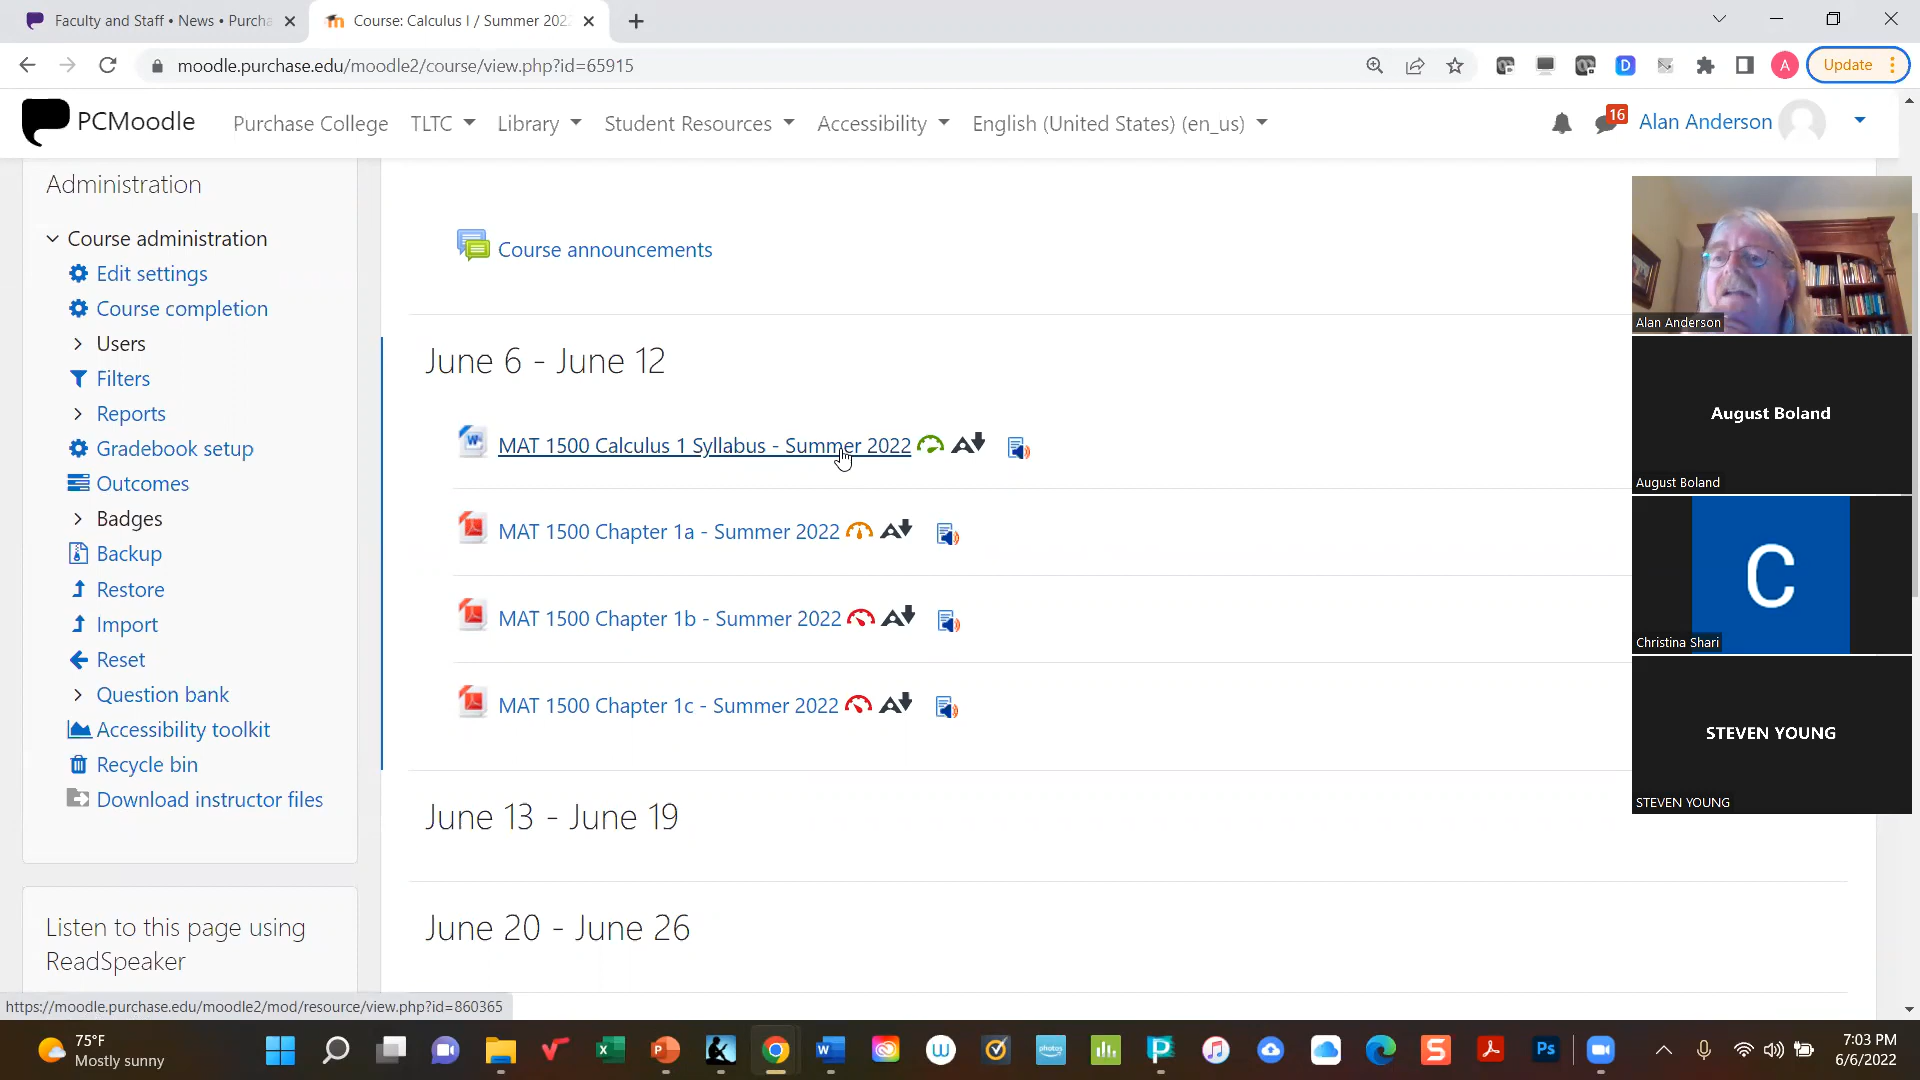 Faculty and Staff • News • Purcha
Course: Calculus I / Summer 202
moodle.purchase.edu/moodle2/course/view.php?id=65915
D
A
Update
PCMoodle
Purchase College
TLTC
Library
Student Resources
Accessibility
English (United States) (en_us)
16
Alan Anderson
Administration
Course administration
Edit settings
Course completion
Users
Filters
Reports
Gradebook setup
Outcomes
Badges
Backup
Restore
Import
Reset
Question bank
Accessibility toolkit
Recycle bin
Download instructor files
Listen to this page using
ReadSpeaker
Course announcements
June 6 - June 12
MAT 1500 Calculus 1 Syllabus - Summer 2022
MAT 1500 Chapter 1a - Summer 2022
MAT 1500 Chapter 1b - Summer 2022
MAT 1500 Chapter 1c - Summer 2022
June 13 - June 19
June 20 - June 26
Alan Anderson
August Boland
August Boland
C
Christina Shari
STEVEN YOUNG
STEVEN YOUNG
https://moodle.purchase.edu/moodle2/mod/resource/view.php?id=860365
75°F
Mostly sunny
photos
Ps
7:03 PM
6/6/2022